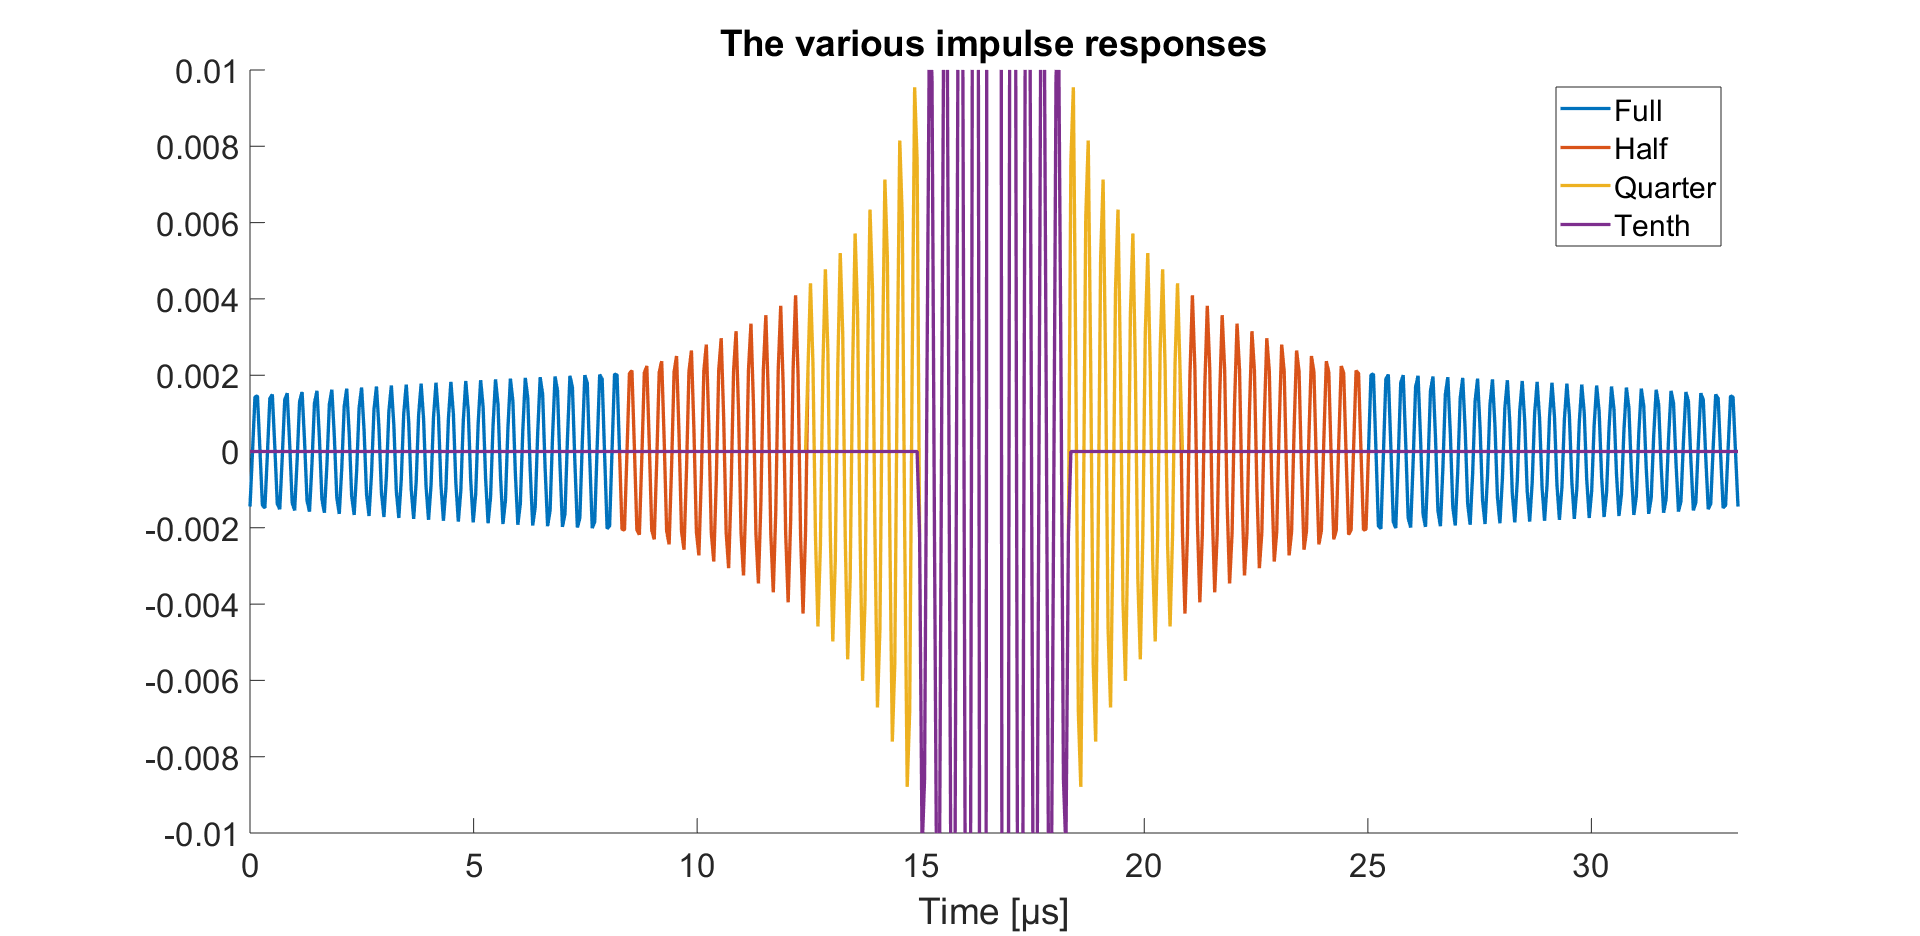 The various impulse responses
0.01
0.008
0.006
0.004
0.002
0
-0.002
-0.004
-0.006
-0.008
-0.01
0 5 10 15 20 25 30
Time [µs]
Full
Half
Quarter
Tenth